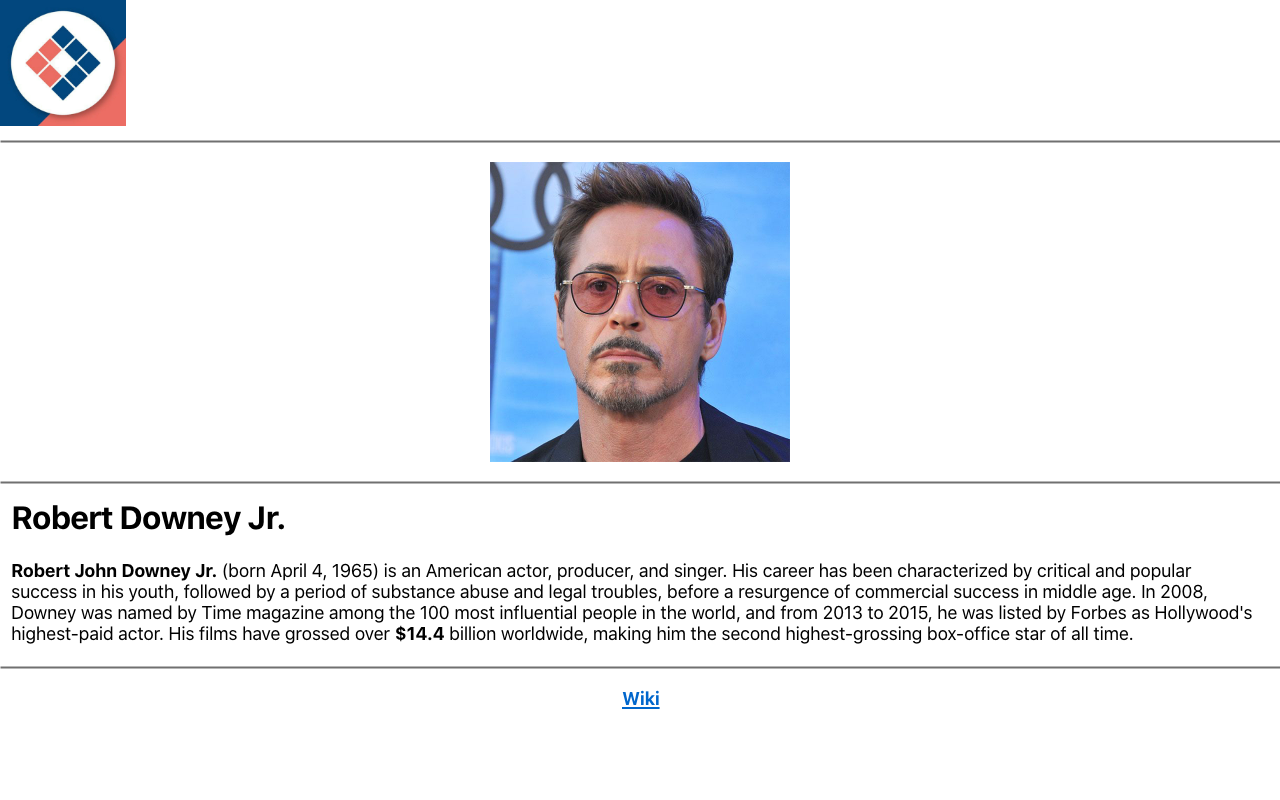 Robert Downey Jr.
Robert John Downey Jr. (born April 4, 1965) is an American actor, producer, and singer. His career has been characterized by critical and popular
success in his youth, followed by a period of substance abuse and legal troubles, before a resurgence of commercial success in middle age. In 2008,
Downey was named by Time magazine among the 100 most influential people in the world, and from 2013 to 2015, he was listed by Forbes as Hollywood's
highest-paid actor. His films have grossed over $14.4 billion worldwide, making him the second highest-grossing box-office star of all time.
Wiki